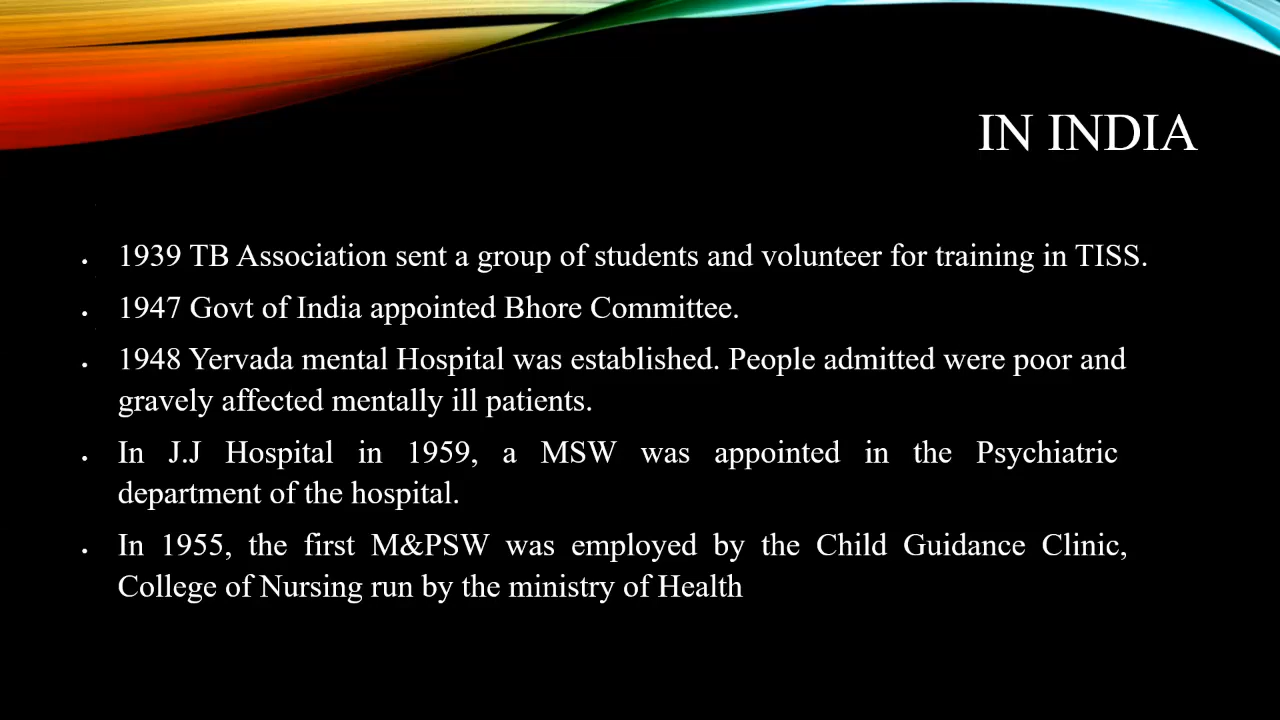 IN INDIA
• 1939 TB Association sent a group of students and volunteer for training in TISS.
• 1947 Govt of India appointed Bhore Committee.
• 1948 Yervada mental Hospital was established. People admitted were poor and
gravely affected mentally ill patients.
• In J.J Hospital in 1959, a MSW was appointed in the Psychiatric
department of the hospital.
• In 1955, the first M&PSW was employed by the Child Guidance Clinic,
College of Nursing run by the ministry of Health